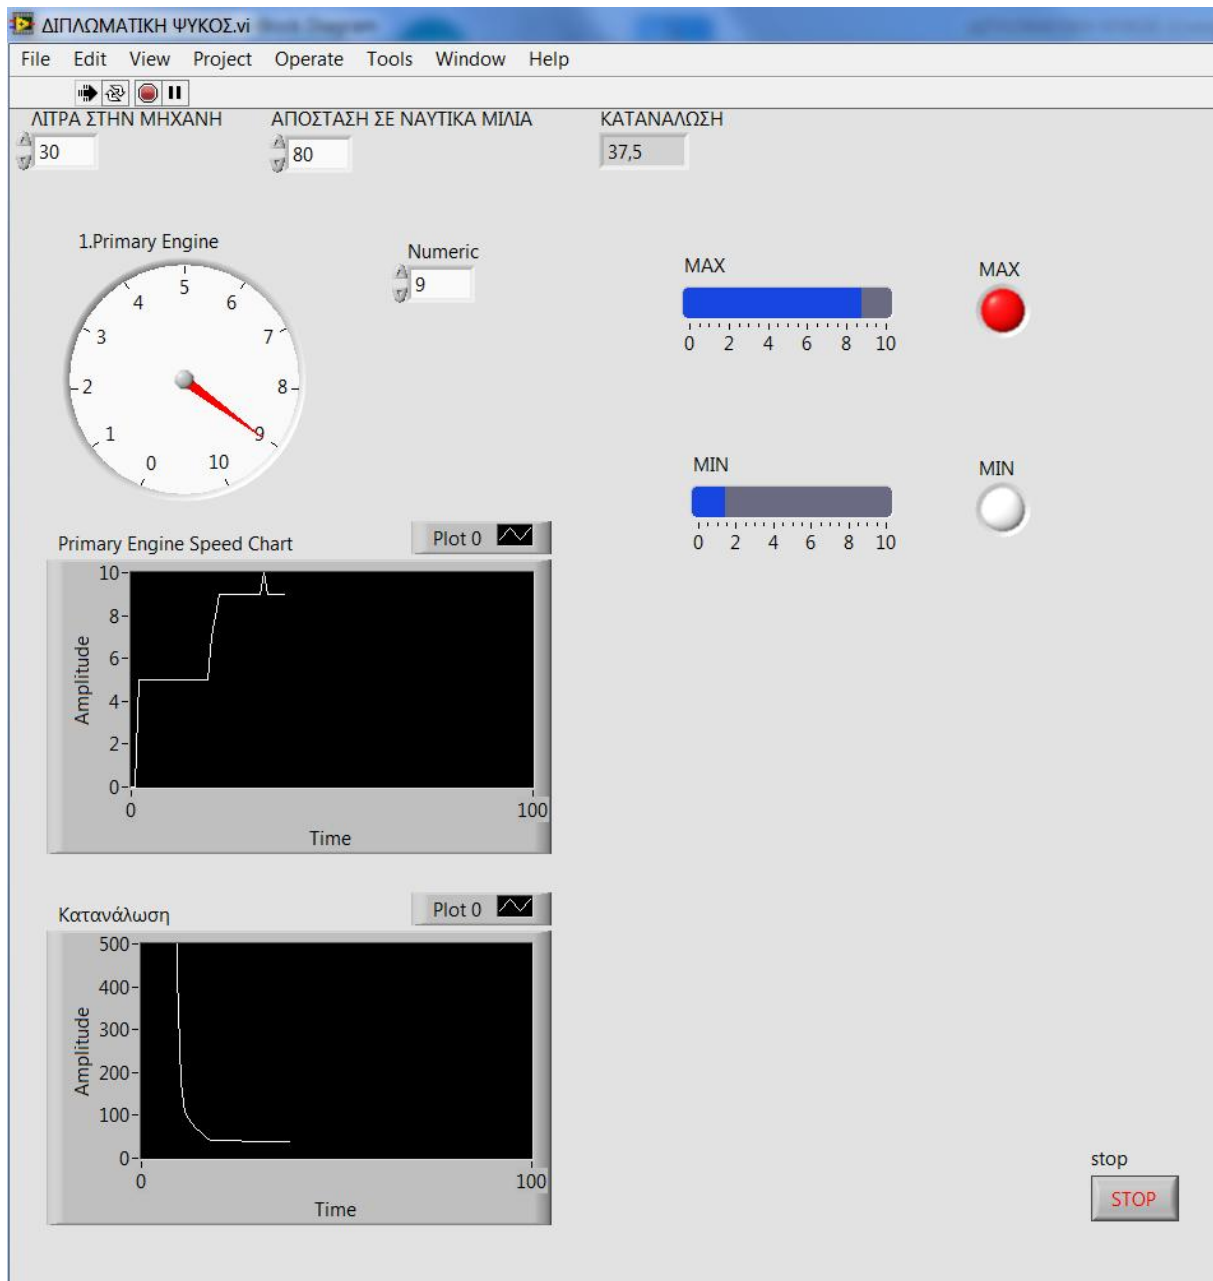 ΔΙΠΛΩΜΑΤΙΚΗ ΨΥΚΟΣ.vi
File Edit View Project Operate Tools Window Help
ΛΙΤΡΑ ΣΤΗΝ ΜΗΧΑΝΗ ΑΠΟΣΤΑΣΗ ΣΕ ΝΑΥΤΙΚΑ ΜΙΛΙΑ ΚΑΤΑΝΑΛΩΣΗ
30 80 37,5
1.Primary Engine
0 1 2 3 4 5 6 7 8 9 10
Numeric
9
MAX MAX
0 2 4 6 8 10
MIN MIN
0 2 4 6 8 10
Primary Engine Speed Chart Plot 0
Amplitude
10
8
6
4
2
0
0 100
Time
Κατανάλωση Plot 0
Amplitude
500
400
300
200
100
0
0 100
Time
stop
STOP